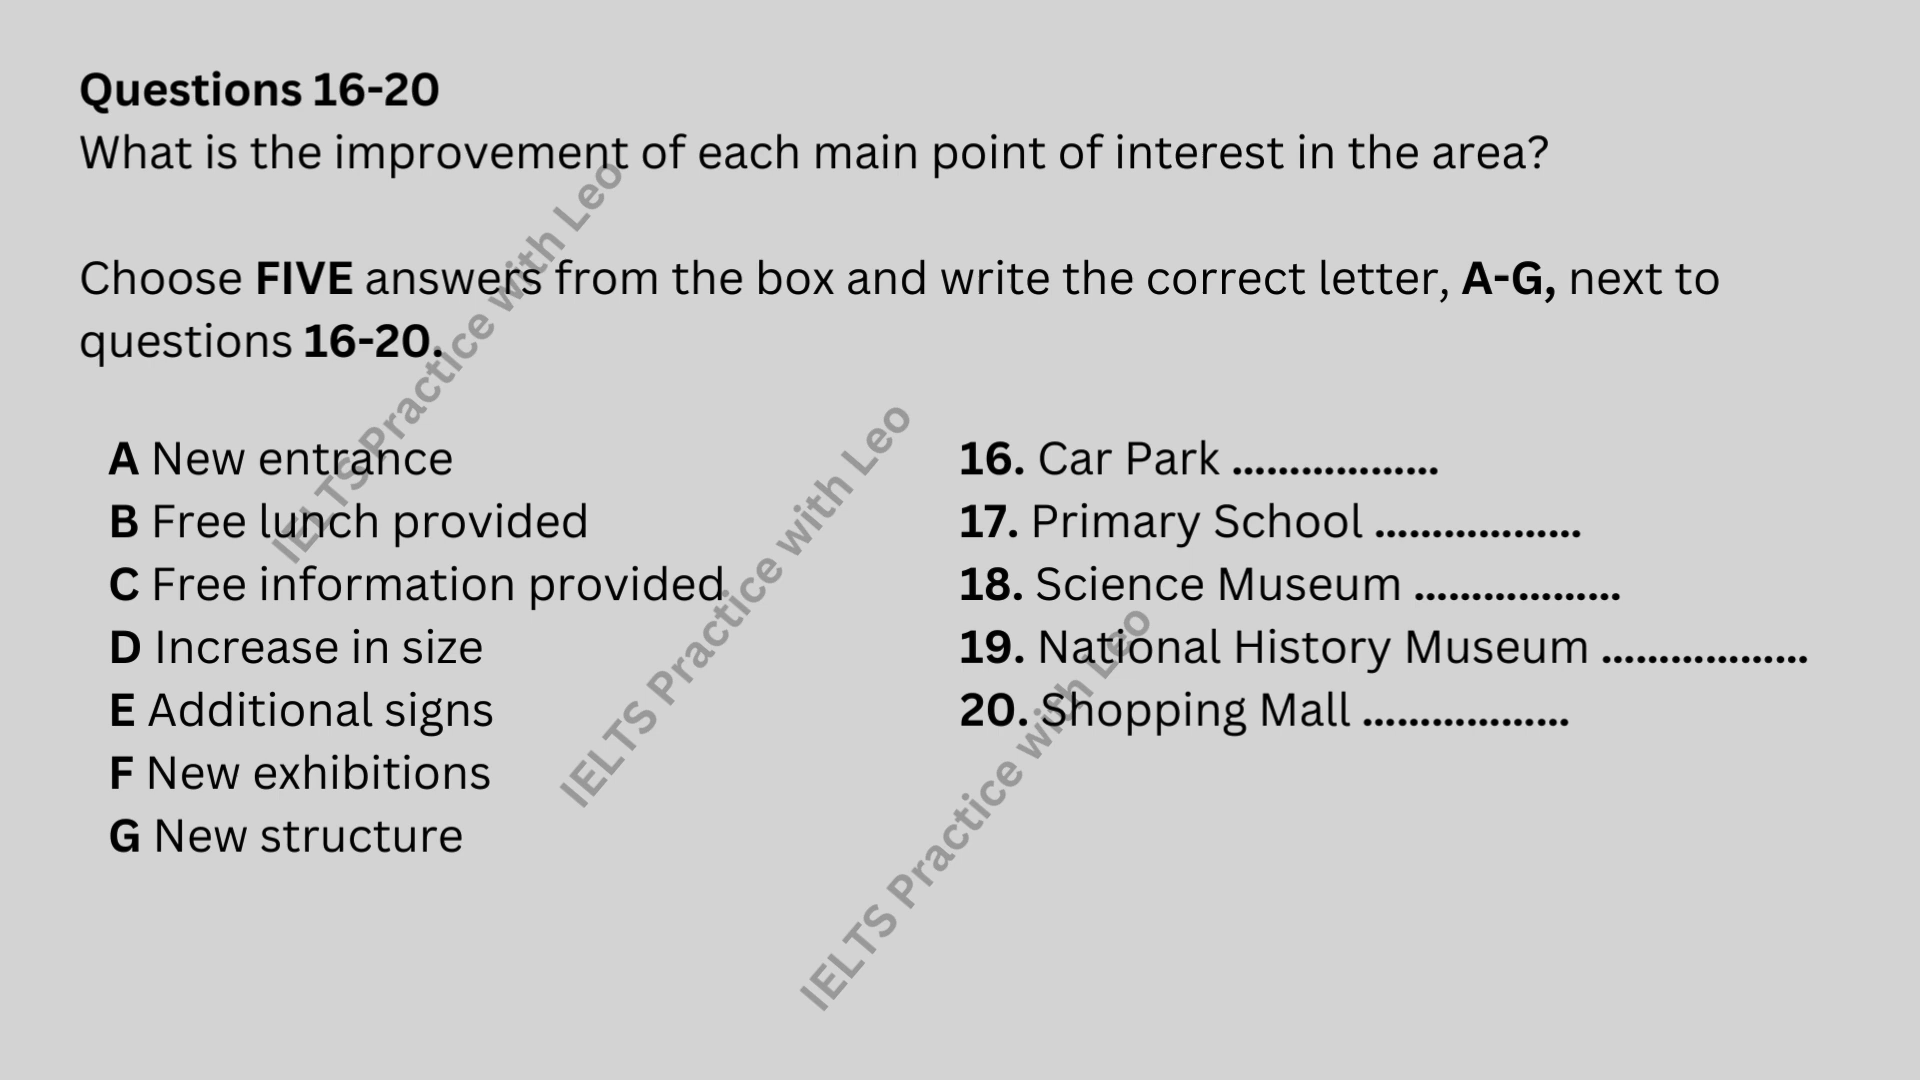 Questions 16-20
What is the improvement of each main point of interest in the area?
Choose FIVE answers from the box and write the correct letter, A-G, next to
questions 16-20.
A New entrance
B Free lunch provided
C Free information provided
D Increase in size
E Additional signs
F New exhibitions
G New structure
16. Car Park ..................
17. Primary School ..................
18. Science Museum ..................
19. National History Museum ..................
20. Shopping Mall ..................
IELTS Practice with Leo
IELTS Practice with Leo
IELTS Practice with Leo